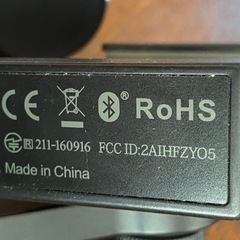 CE ® RoHS
R 211-160916 FCC ID:2AIHFZYO5
Made in China